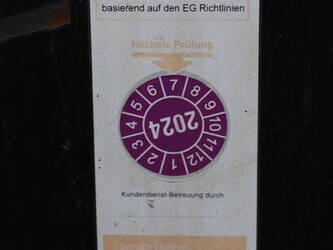 basierend auf den EG Richtlinien
Nächste Prüfung
1 2 3 4 5 6 7 8 9 10 11 12
2024
Kundendienst-Betreuung durch